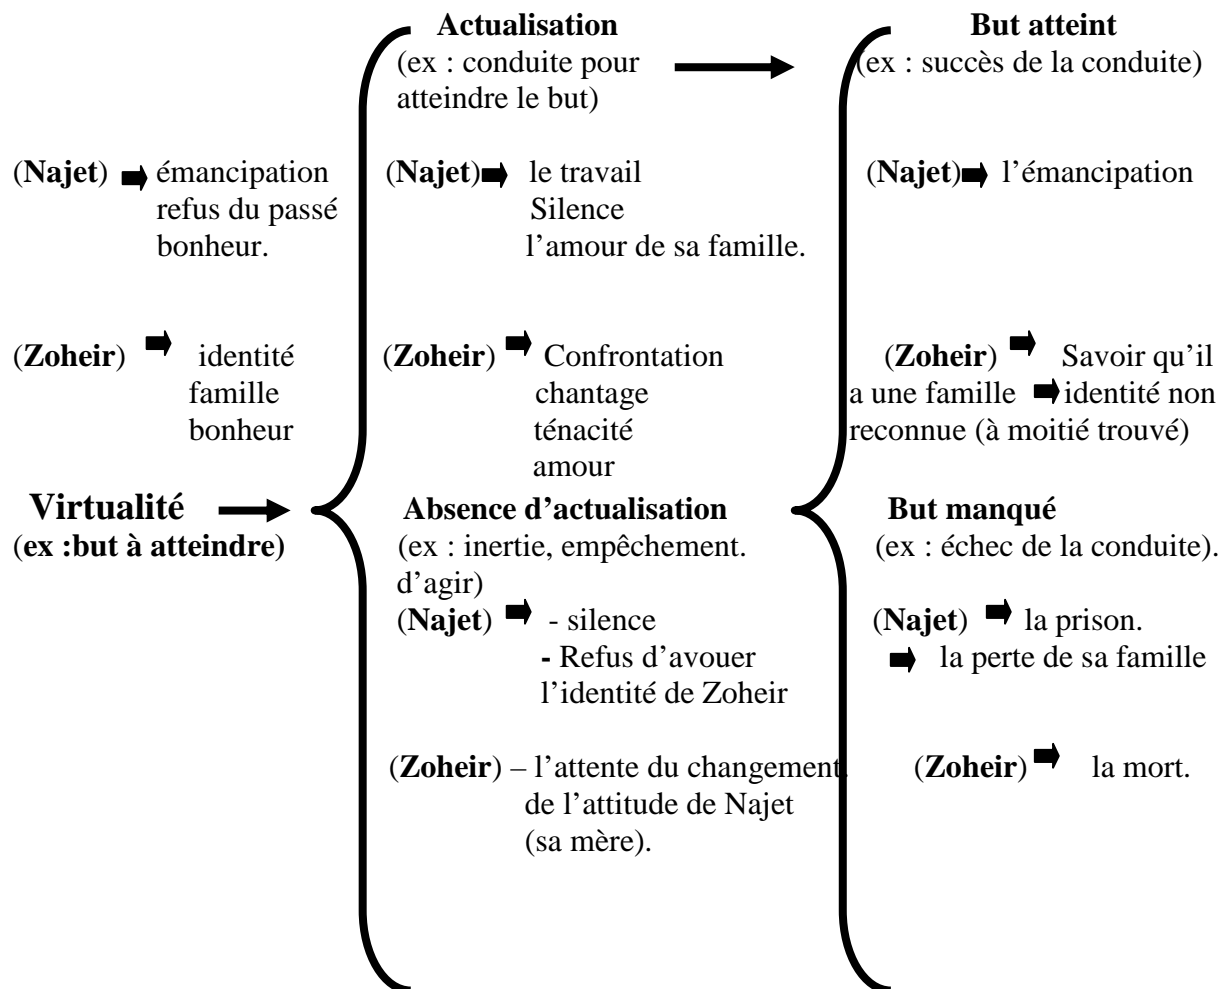 Actualisation
(ex : conduite pour
atteindre le but)
But atteint
(ex : succès de la conduite)
(Najet) émancipation
refus du passé
bonheur.
(Najet) le travail
Silence
l’amour de sa famille.
(Najet) l’émancipation
(Zoheir) identité
famille
bonheur
(Zoheir) Confrontation
chantage
ténacité
amour
(Zoheir) Savoir qu’il
a une famille identité non
reconnue (à moitié trouvé)
Virtualité
(ex :but à atteindre)
Absence d’actualisation
(ex : inertie, empêchement.
d’agir)
(Najet) - silence
- Refus d’avouer
l’identité de Zoheir
(Zoheir) – l’attente du changement.
de l’attitude de Najet
(sa mère).
But manqué
(ex : échec de la conduite).
(Najet) la prison.
la perte de sa famille
(Zoheir) la mort.